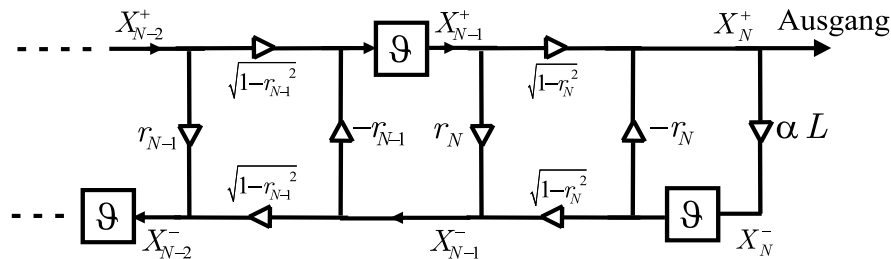 X⁺_{N−2} X⁺_{N−1} X⁺_N Ausgang
ϑ
√(1−r_{N−1}²) √(1−r_N²)
r_{N−1} −r_{N−1} r_N −r_N α L
√(1−r_{N−1}²) √(1−r_N²)
ϑ ϑ
X⁻_{N−2} X⁻_{N−1} X⁻_N